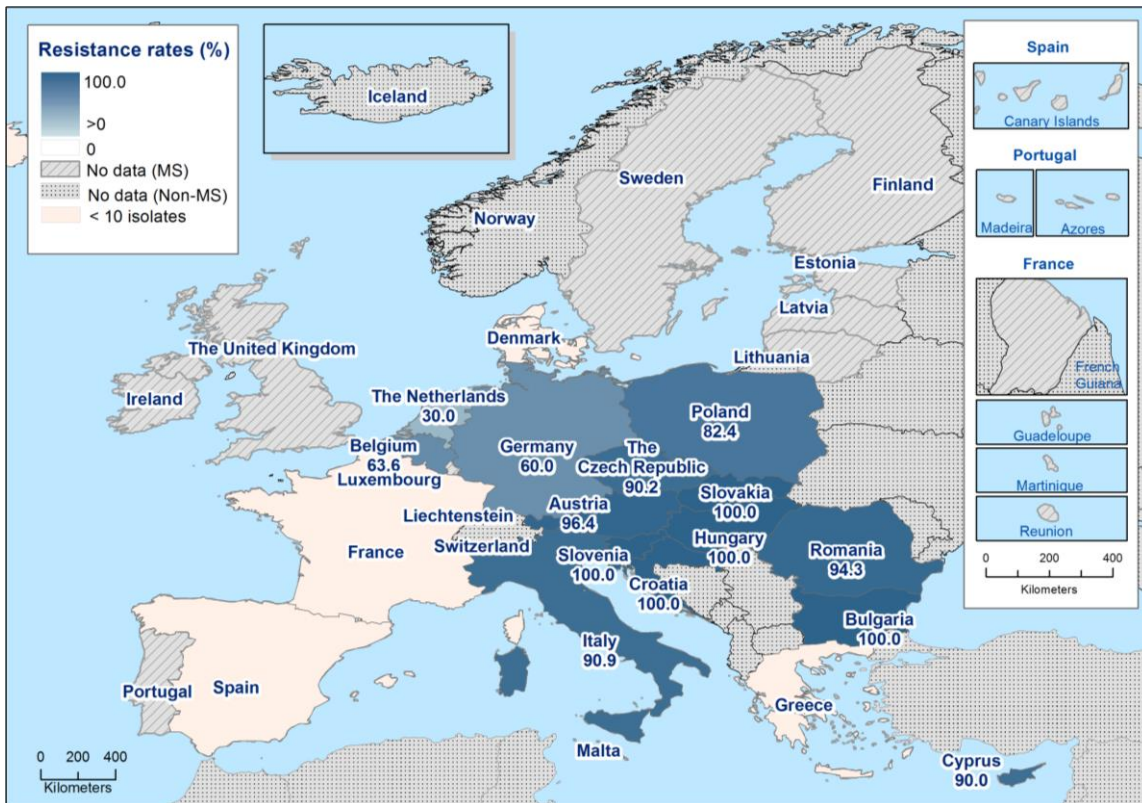 Resistance rates (%)
100.0
>0
0
No data (MS)
No data (Non-MS)
< 10 isolates
Iceland
Norway
Sweden
Finland
Estonia
Latvia
Lithuania
Denmark
The United Kingdom
Ireland
The Netherlands
30.0
Belgium
63.6
Luxembourg
Germany
60.0
Poland
82.4
The
Czech Republic
90.2
Slovakia
100.0
Austria
96.4
Liechtenstein
Switzerland
Hungary
100.0
Slovenia
100.0
Croatia
100.0
Romania
94.3
Bulgaria
100.0
France
Italy
90.9
Portugal
Spain
Greece
Malta
Cyprus
90.0
0 200 400
Kilometers
Spain
Canary Islands
Portugal
Madeira
Azores
France
French
Guiana
Guadeloupe
Martinique
Reunion
0 200 400
Kilometers